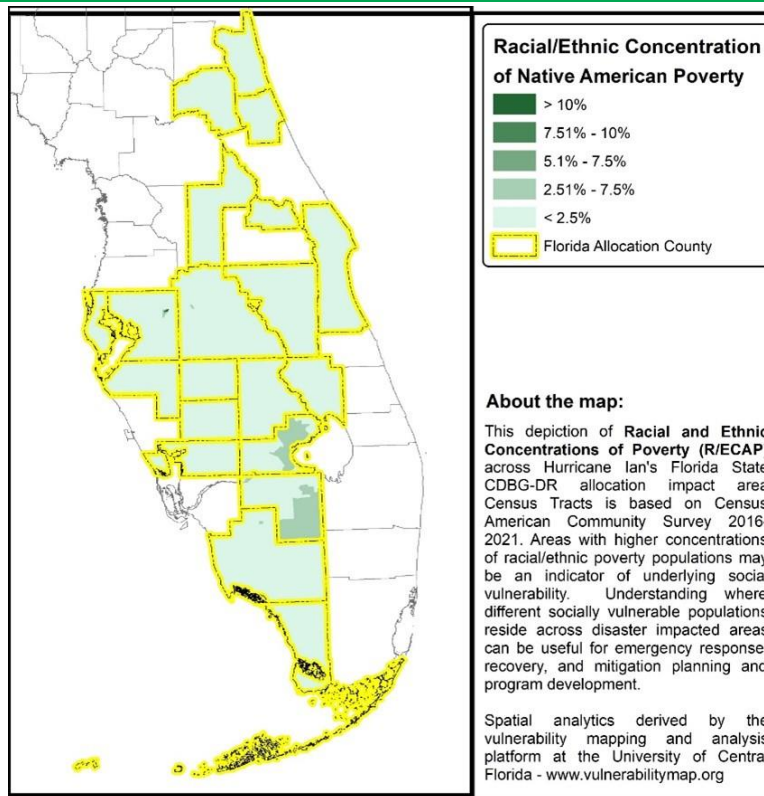 Racial/Ethnic Concentration
of Native American Poverty
> 10%
7.51% - 10%
5.1% - 7.5%
2.51% - 7.5%
< 2.5%
Florida Allocation County
About the map:
This depiction of Racial and Ethnic
Concentrations of Poverty (R/ECAP)
across Hurricane Ian's Florida State
CDBG-DR allocation impact area
Census Tracts is based on Census
American Community Survey 2016-
2021. Areas with higher concentrations
of racial/ethnic poverty populations may
be an indicator of underlying social
vulnerability. Understanding where
different socially vulnerable populations
reside across disaster impacted areas
can be useful for emergency response,
recovery, and mitigation planning and
program development.
Spatial analytics derived by the
vulnerability mapping and analysis
platform at the University of Central
Florida - www.vulnerabilitymap.org